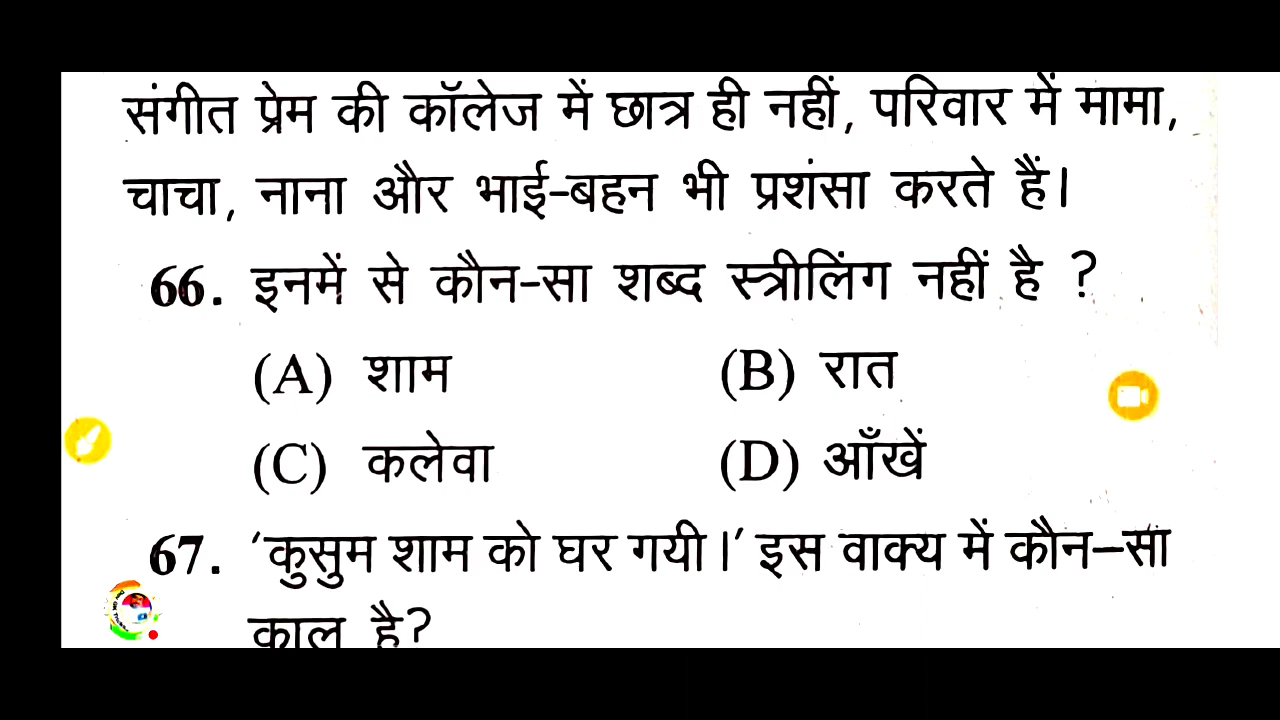 संगीत प्रेम की कॉलेज में छात्र ही नहीं, परिवार में मामा,
चाचा, नाना और भाई-बहन भी प्रशंसा करते हैं।
66. इनमें से कौन-सा शब्द स्त्रीलिंग नहीं है ?
(A) शाम (B) रात
(C) कलेवा (D) आँखें
67. 'कुसुम शाम को घर गयी।' इस वाक्य में कौन–सा
काल है?